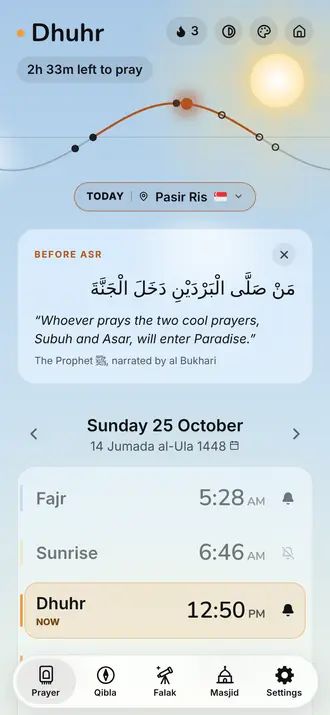 Dhuhr
3
2h 33m left to pray
TODAY Pasir Ris
BEFORE ASR
مَنْ صَلَّى الْبَرْدَيْنِ دَخَلَ الْجَنَّةَ
“Whoever prays the two cool prayers,
Subuh and Asar, will enter Paradise.”
The Prophet ﷺ, narrated by al Bukhari
Sunday 25 October
14 Jumada al-Ula 1448
Fajr 5:28 AM
Sunrise 6:46 AM
Dhuhr 12:50 PM
NOW
Prayer Qibla Falak Masjid Settings